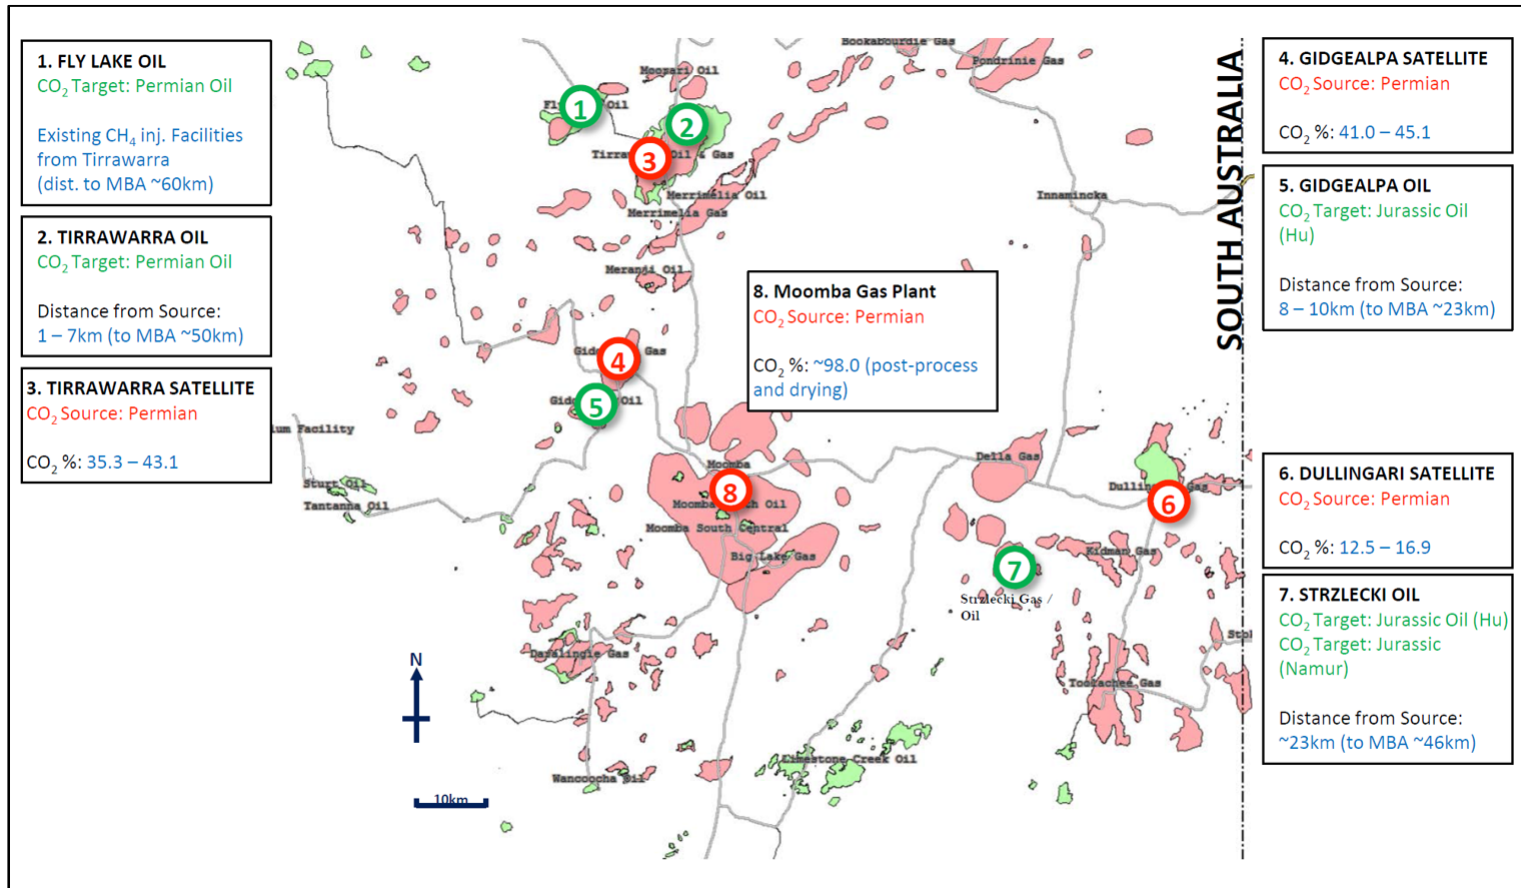 1. FLY LAKE OIL
CO2 Target: Permian Oil
Existing CH4 inj. Facilities
from Tirrawarra
(dist. to MBA ~60km)
2. TIRRAWARRA OIL
CO2 Target: Permian Oil
Distance from Source:
1 – 7km (to MBA ~50km)
3. TIRRAWARRA SATELLITE
CO2 Source: Permian
CO2 %: 35.3 – 43.1
4. GIDGEALPA SATELLITE
CO2 Source: Permian
CO2 %: 41.0 – 45.1
5. GIDGEALPA OIL
CO2 Target: Jurassic Oil
(Hu)
Distance from Source:
8 – 10km (to MBA ~23km)
6. DULLINGARI SATELLITE
CO2 Source: Permian
CO2 %: 12.5 – 16.9
7. STRZLECKI OIL
CO2 Target: Jurassic Oil (Hu)
CO2 Target: Jurassic
(Namur)
Distance from Source:
~23km (to MBA ~46km)
8. Moomba Gas Plant
CO2 Source: Permian
CO2 %: ~98.0 (post-process
and drying)
SOUTH AUSTRALIA
Bookabourdie Gas
Pondrinie Gas
Moorari Oil
Fl 1 Oil
2
Tirraw 3 Oil & Gas
Merrimelia Oil
Merrimelia Gas
Innamincka
Meranji Oil
Gid 4 Gas
Gid 5 Oil
um Facility
Sturt Oil
Tantanna Oil
Moomba
8
Moomba th Oil
Moomba South Central
Big Lake Gas
Della Gas
Dullin Gas
6
Kidman Gas
7
Strzlecki Gas /
Oil
Daralingie Gas
Toolachee Gas
Limestone Creek Oil
Wancoocha Oil
N
10km